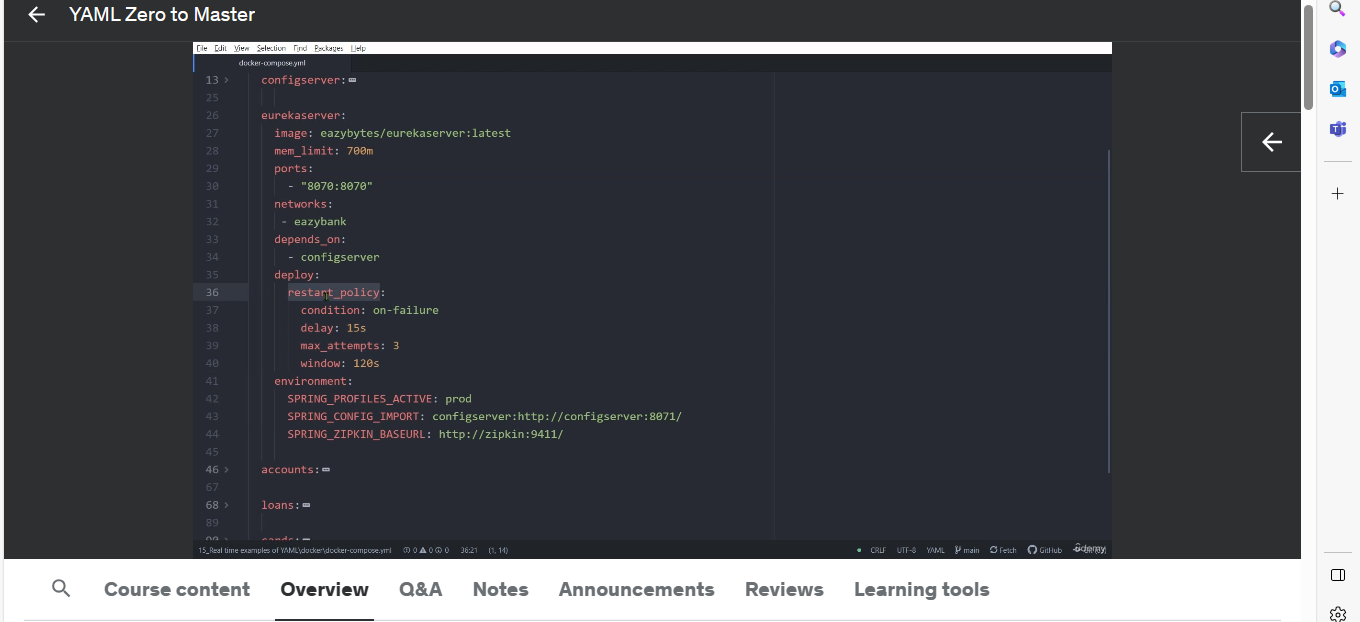 YAML Zero to Master
File Edit View Selection Find Packages Help
docker-compose.yml
13 > configserver:
25
26 eurekaserver:
27 image: eazybytes/eurekaserver:latest
28 mem_limit: 700m
29 ports:
30 - "8070:8070"
31 networks:
32 - eazybank
33 depends_on:
34 - configserver
35 deploy:
36 restart_policy:
37 condition: on-failure
38 delay: 15s
39 max_attempts: 3
40 window: 120s
41 environment:
42 SPRING_PROFILES_ACTIVE: prod
43 SPRING_CONFIG_IMPORT: configserver:http://configserver:8071/
44 SPRING_ZIPKIN_BASEURL: http://zipkin:9411/
45
46 > accounts:
67
68 > loans:
89
90 > cards:
15_Real time examples of YAML\docker\docker-compose.yml 0 0 0 36:21 (1, 14) CRLF UTF-8 YAML main Fetch GitHub
Udemy
Course content Overview Q&A Notes Announcements Reviews Learning tools